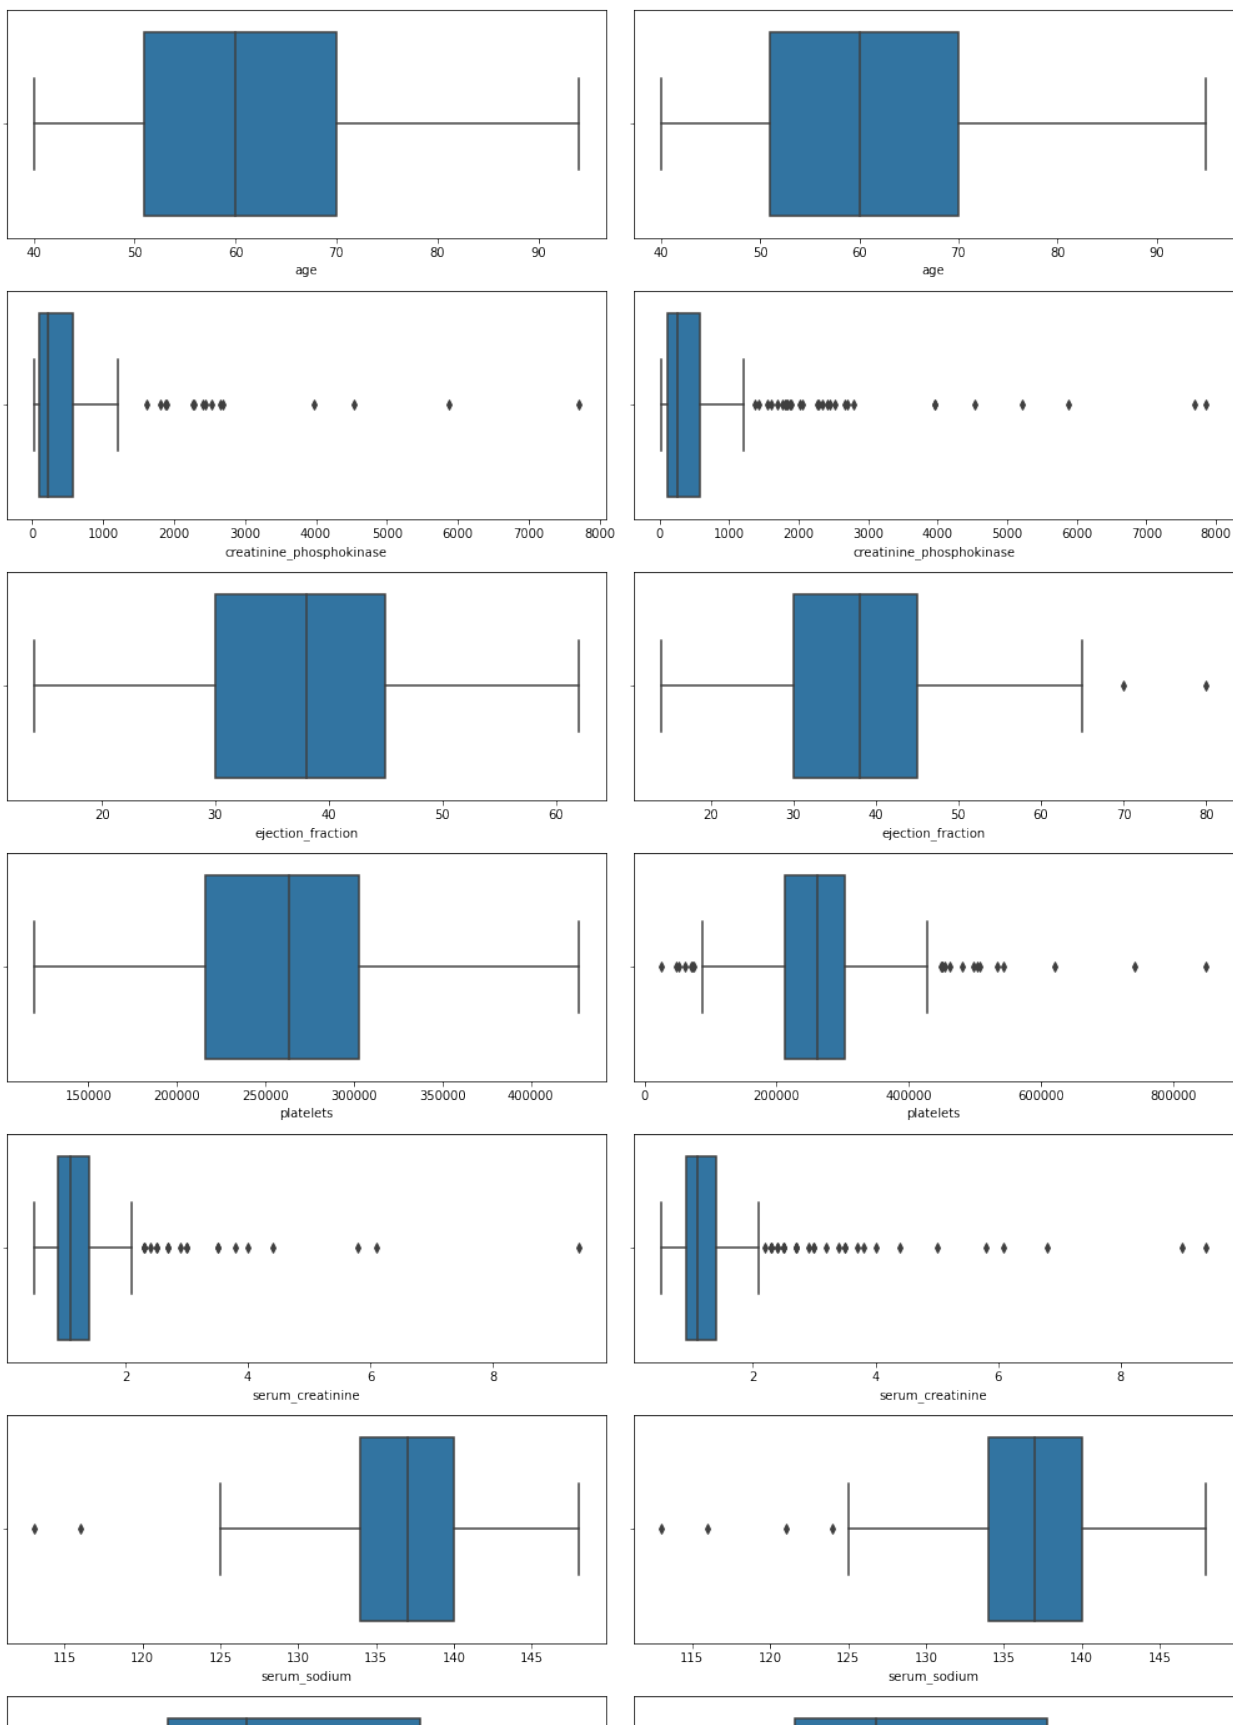 40 50 60 70 80 90
age
40 50 60 70 80 90
age
0 1000 2000 3000 4000 5000 6000 7000 8000
creatinine_phosphokinase
0 1000 2000 3000 4000 5000 6000 7000 8000
creatinine_phosphokinase
20 30 40 50 60
ejection_fraction
20 30 40 50 60 70 80
ejection_fraction
150000 200000 250000 300000 350000 400000
platelets
0 200000 400000 600000 800000
platelets
2 4 6 8
serum_creatinine
2 4 6 8
serum_creatinine
115 120 125 130 135 140 145
serum_sodium
115 120 125 130 135 140 145
serum_sodium